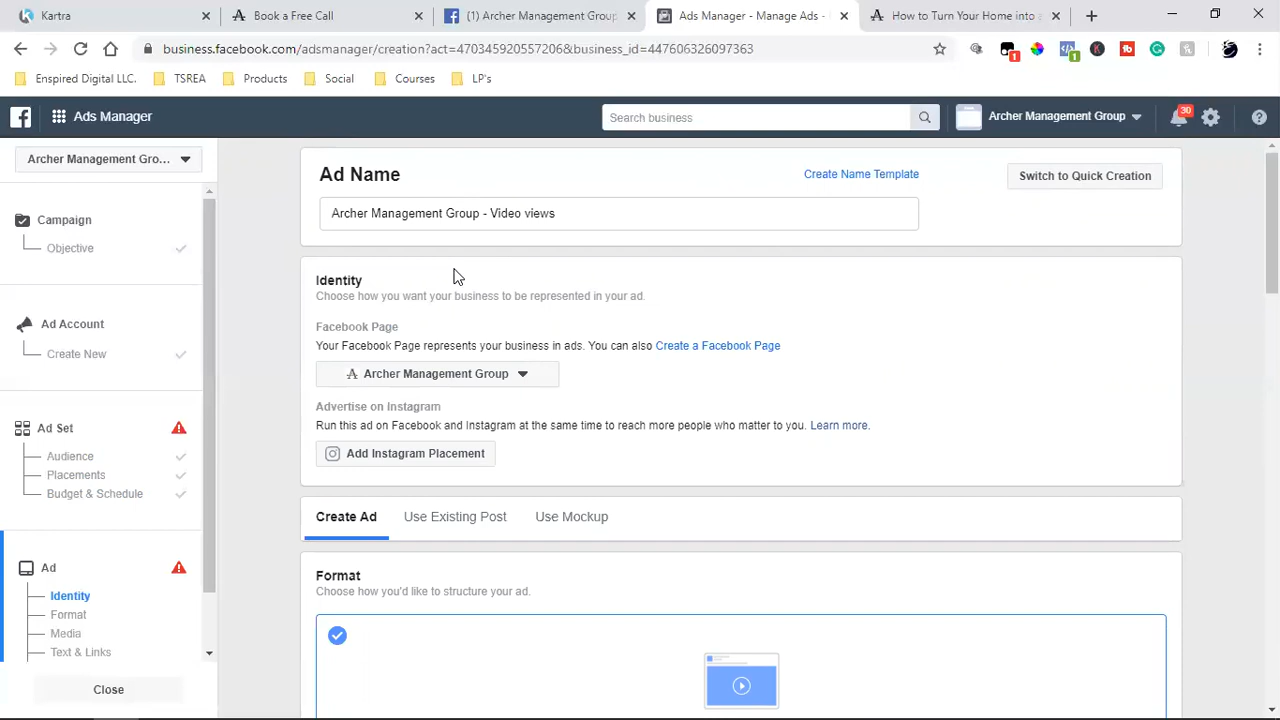 Kartra
Book a Free Call
(1) Archer Management Group
Ads Manager - Manage Ads -
How to Turn Your Home into a
business.facebook.com/adsmanager/creation?act=470345920557206&business_id=447606326097363
1
1
Enspired Digital LLC.
TSREA
Products
Social
Courses
LP's
Ads Manager
Search business
Archer Management Group
30
Archer Management Gro...
Campaign
Objective
Ad Account
Create New
Ad Set
Audience
Placements
Budget & Schedule
Ad
Identity
Format
Media
Text & Links
Close
Ad Name
Create Name Template
Switch to Quick Creation
Archer Management Group - Video views
Identity
Choose how you want your business to be represented in your ad.
Facebook Page
Your Facebook Page represents your business in ads. You can also Create a Facebook Page
Archer Management Group
Advertise on Instagram
Run this ad on Facebook and Instagram at the same time to reach more people who matter to you. Learn more.
Add Instagram Placement
Create Ad
Use Existing Post
Use Mockup
Format
Choose how you'd like to structure your ad.